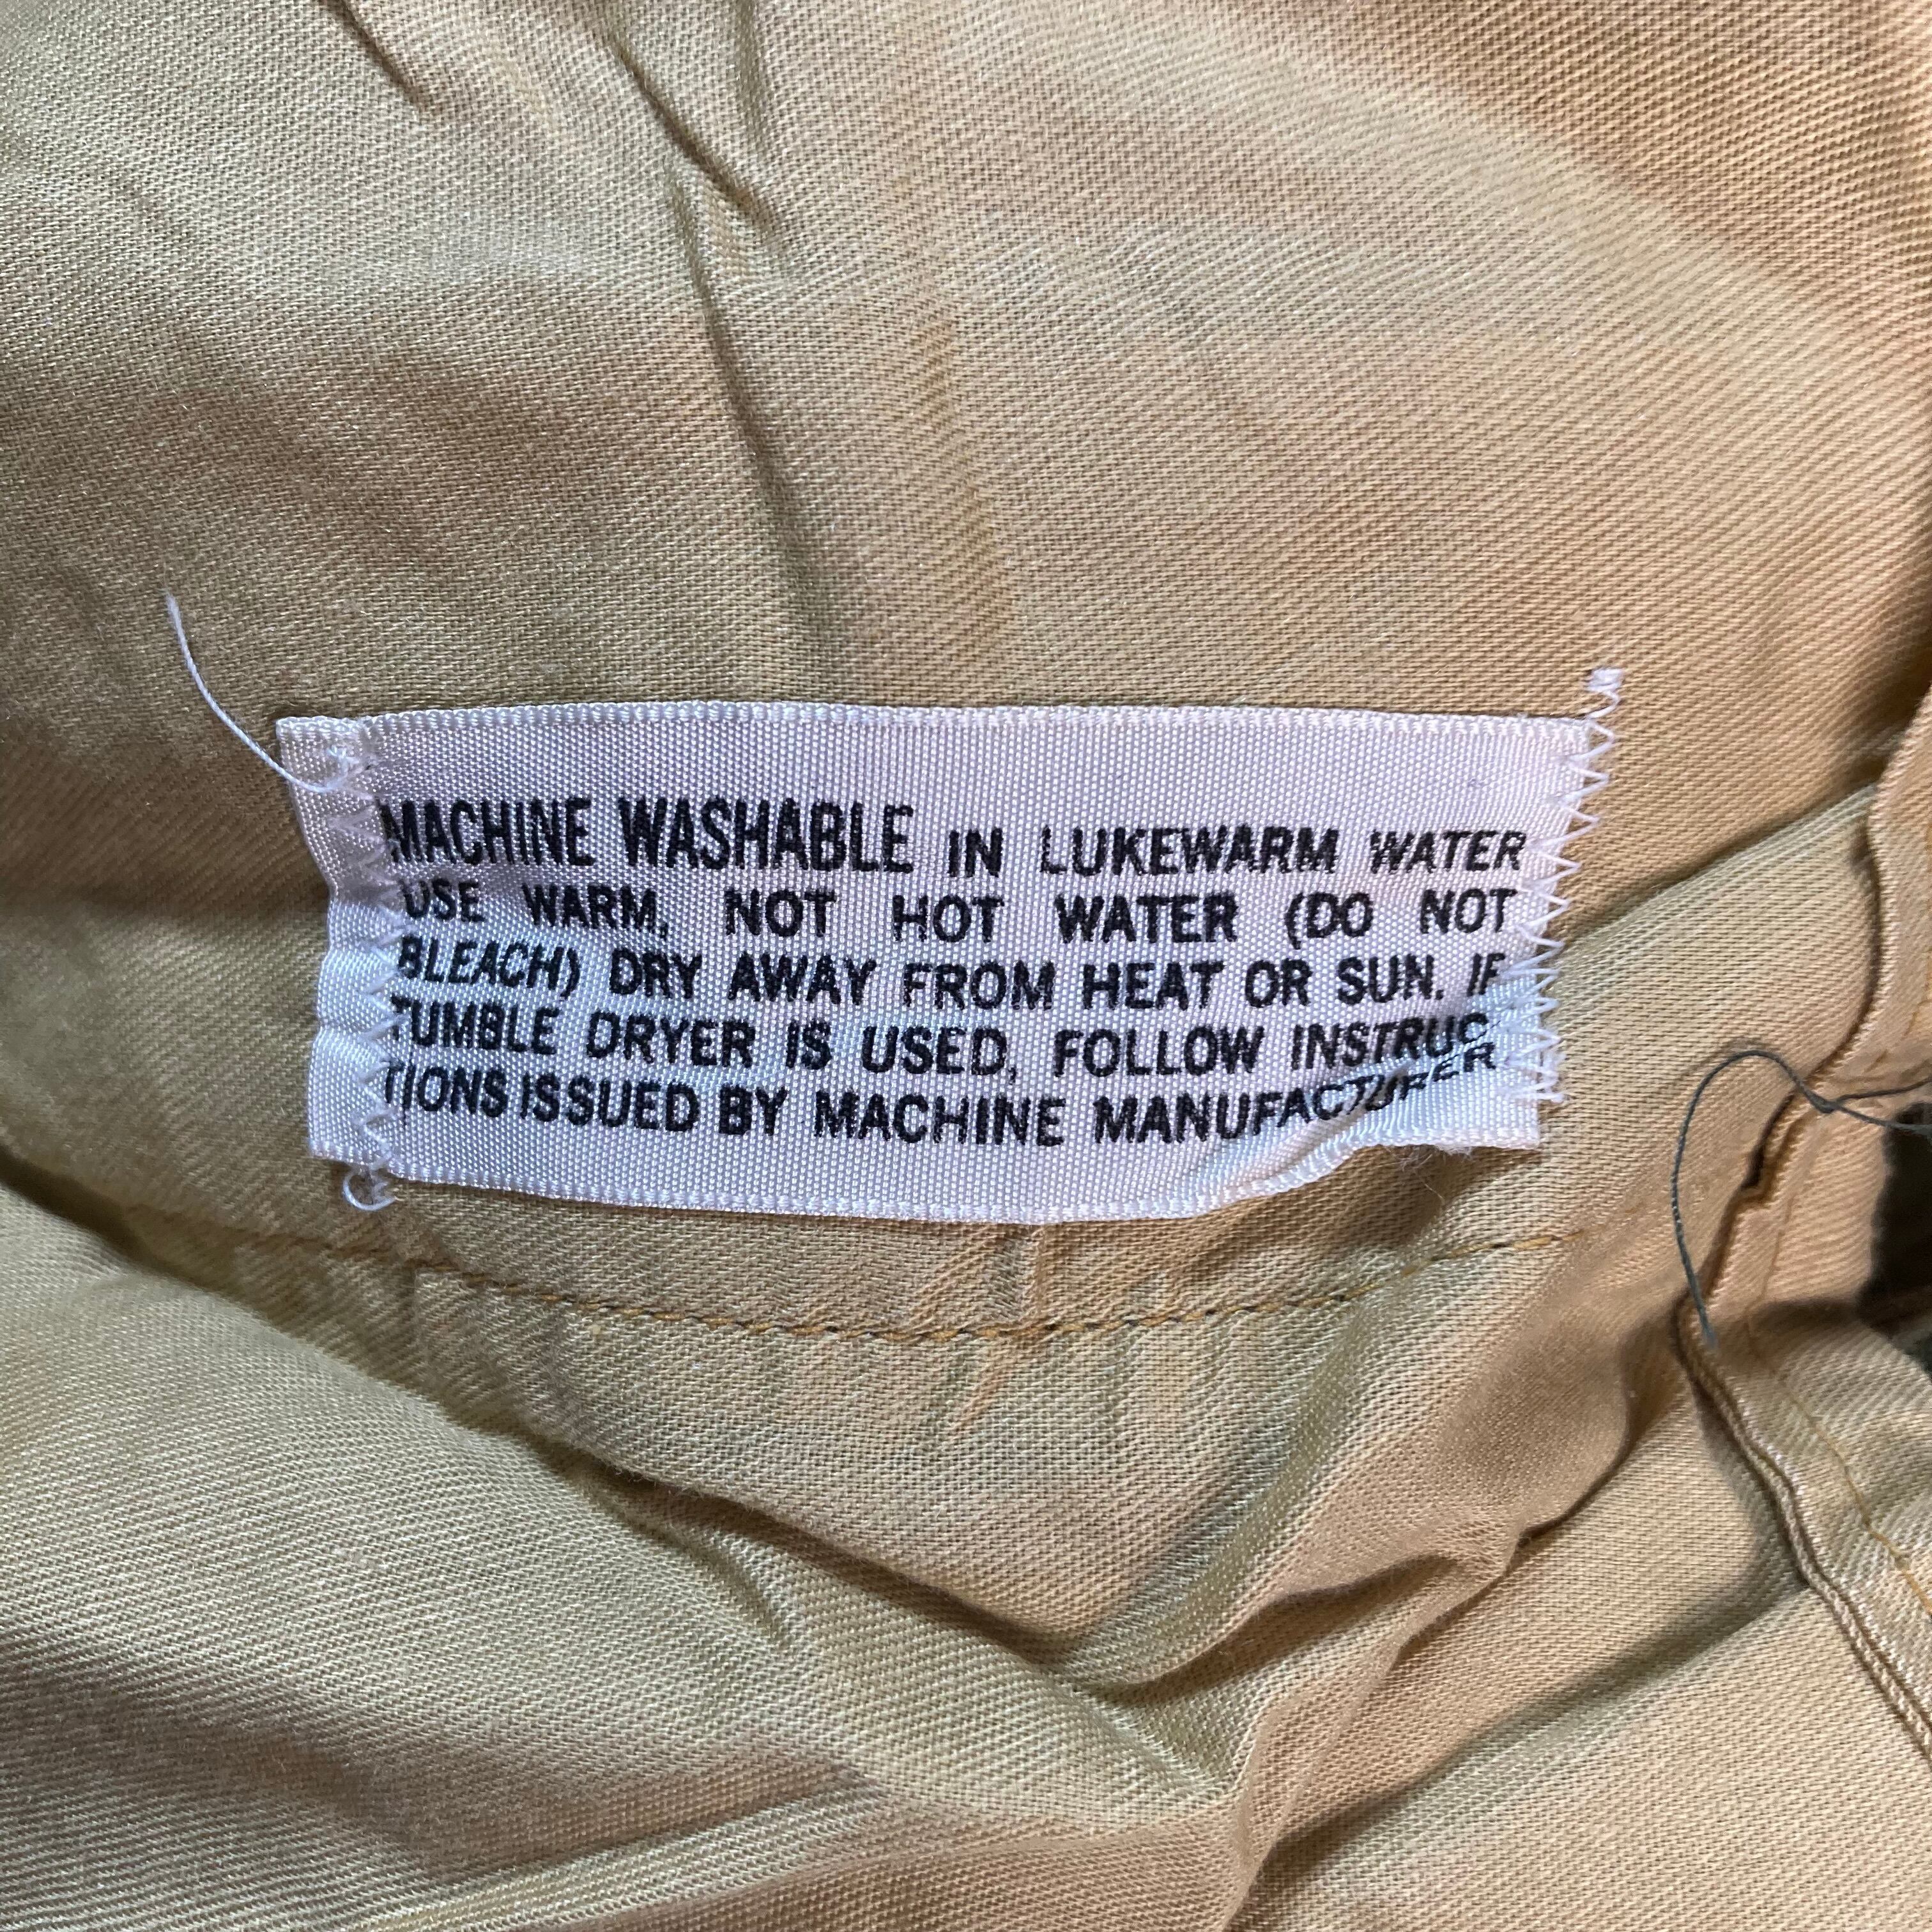 MACHINE WASHABLE IN LUKEWARM WATER
USE WARM, NOT HOT WATER (DO NOT
BLEACH) DRY AWAY FROM HEAT OR SUN. IF
TUMBLE DRYER IS USED, FOLLOW INSTRUC-
TIONS ISSUED BY MACHINE MANUFACTURER.